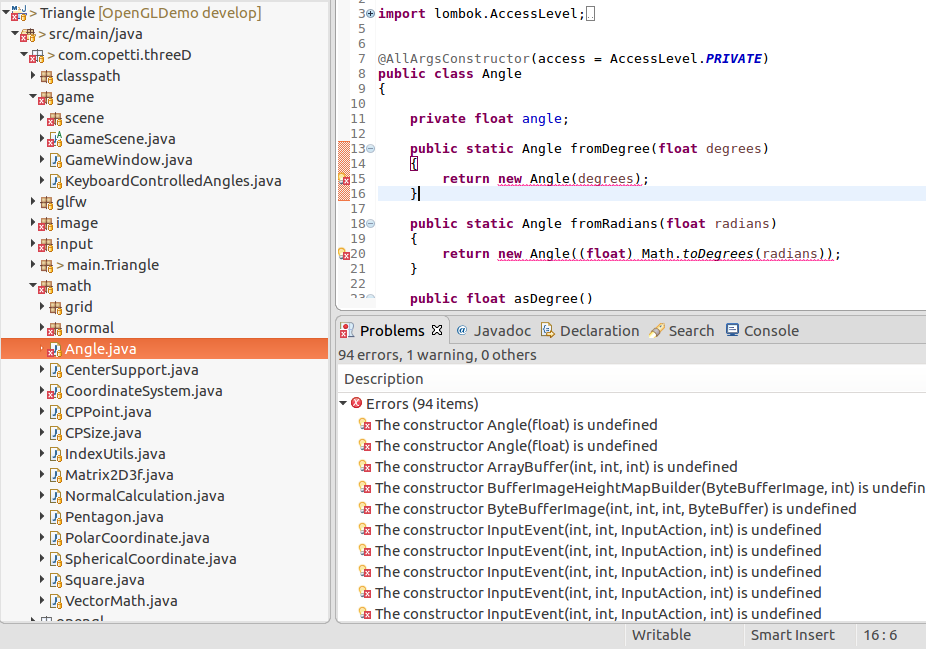 > Triangle [OpenGLDemo develop]
> src/main/java
> com.copetti.threeD
classpath
game
scene
GameScene.java
GameWindow.java
KeyboardControlledAngles.java
glfw
image
input
> main.Triangle
math
grid
normal
Angle.java
CenterSupport.java
CoordinateSystem.java
CPPoint.java
CPSize.java
IndexUtils.java
Matrix2D3f.java
NormalCalculation.java
Pentagon.java
PolarCoordinate.java
SphericalCoordinate.java
Square.java
VectorMath.java
3 import lombok.AccessLevel;
5
6
7 @AllArgsConstructor(access = AccessLevel.PRIVATE)
8 public class Angle
9 {
10
11 private float angle;
12
13 public static Angle fromDegree(float degrees)
14 {
15 return new Angle(degrees);
16 }
17
18 public static Angle fromRadians(float radians)
19 {
20 return new Angle((float) Math.toDegrees(radians));
21 }
22
23 public float asDegree()
Problems @ Javadoc Declaration Search Console
94 errors, 1 warning, 0 others
Description
Errors (94 items)
The constructor Angle(float) is undefined
The constructor Angle(float) is undefined
The constructor ArrayBuffer(int, int, int) is undefined
The constructor BufferImageHeightMapBuilder(ByteBufferImage, int) is undefin
The constructor ByteBufferImage(int, int, int, ByteBuffer) is undefined
The constructor InputEvent(int, int, InputAction, int) is undefined
The constructor InputEvent(int, int, InputAction, int) is undefined
The constructor InputEvent(int, int, InputAction, int) is undefined
The constructor InputEvent(int, int, InputAction, int) is undefined
The constructor InputEvent(int, int, InputAction, int) is undefined
Writable Smart Insert 16 : 6